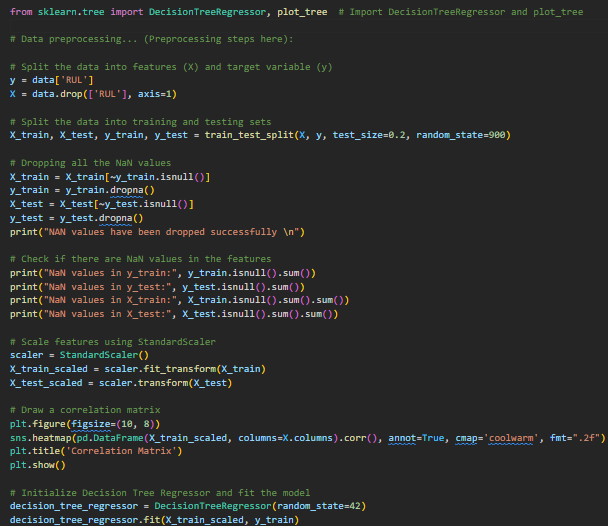 from sklearn.tree import DecisionTreeRegressor, plot_tree  # Import DecisionTreeRegressor and plot_tree
# Data preprocessing... (Preprocessing steps here):
# Split the data into features (X) and target variable (y)
y = data['RUL']
X = data.drop(['RUL'], axis=1)
# Split the data into training and testing sets
X_train, X_test, y_train, y_test = train_test_split(X, y, test_size=0.2, random_state=900)
# Dropping all the NaN values
X_train = X_train[~y_train.isnull()]
y_train = y_train.dropna()
X_test = X_test[~y_test.isnull()]
y_test = y_test.dropna()
print("NAN values have been dropped successfully \n")
# Check if there are NaN values in the features
print("NaN values in y_train:", y_train.isnull().sum())
print("NaN values in y_test:", y_test.isnull().sum())
print("NaN values in X_train:", X_train.isnull().sum().sum())
print("NaN values in X_test:", X_test.isnull().sum().sum())
# Scale features using StandardScaler
scaler = StandardScaler()
X_train_scaled = scaler.fit_transform(X_train)
X_test_scaled = scaler.transform(X_test)
# Draw a correlation matrix
plt.figure(figsize=(10, 8))
sns.heatmap(pd.DataFrame(X_train_scaled, columns=X.columns).corr(), annot=True, cmap='coolwarm', fmt=".2f")
plt.title('Correlation Matrix')
plt.show()
# Initialize Decision Tree Regressor and fit the model
decision_tree_regressor = DecisionTreeRegressor(random_state=42)
decision_tree_regressor.fit(X_train_scaled, y_train)